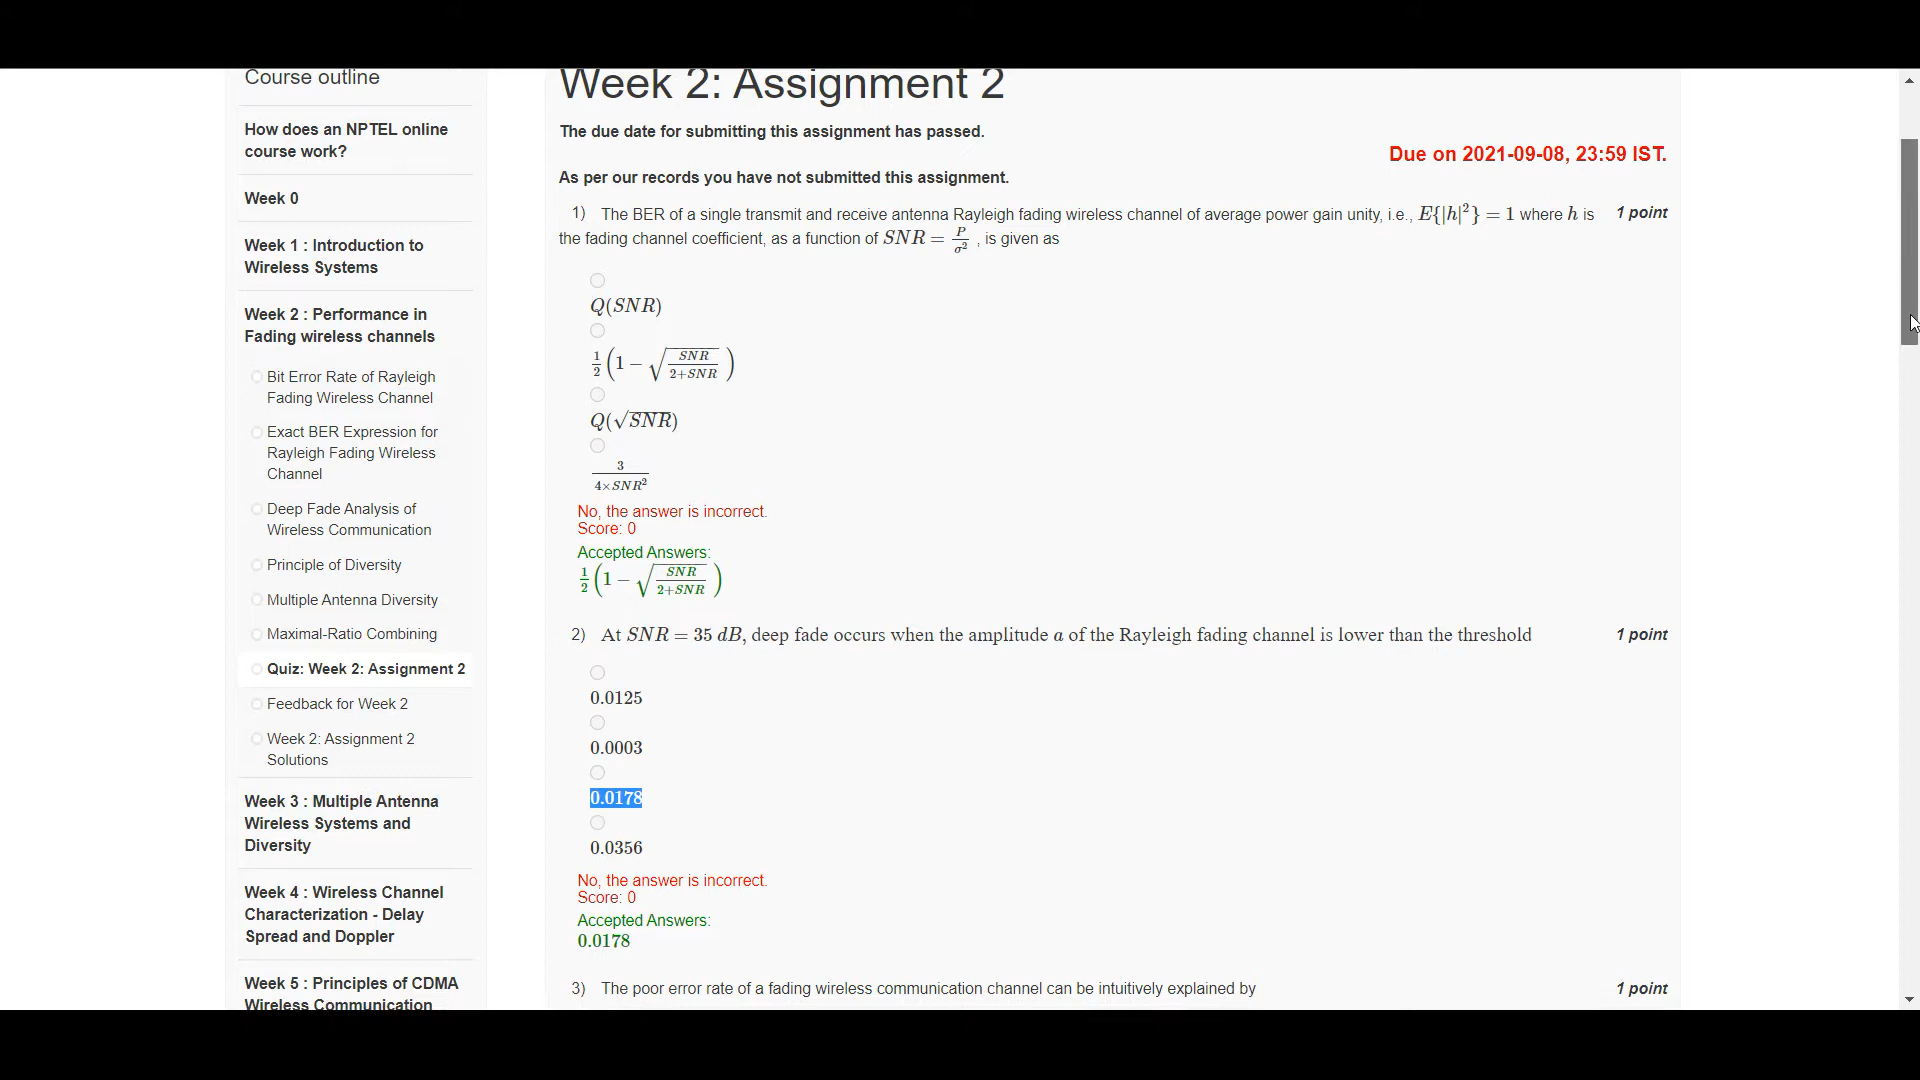 Course outline
How does an NPTEL online
course work?
Week 0
Week 1 : Introduction to
Wireless Systems
Week 2 : Performance in
Fading wireless channels
Bit Error Rate of Rayleigh
Fading Wireless Channel
Exact BER Expression for
Rayleigh Fading Wireless
Channel
Deep Fade Analysis of
Wireless Communication
Principle of Diversity
Multiple Antenna Diversity
Maximal-Ratio Combining
Quiz: Week 2: Assignment 2
Feedback for Week 2
Week 2: Assignment 2
Solutions
Week 3 : Multiple Antenna
Wireless Systems and
Diversity
Week 4 : Wireless Channel
Characterization - Delay
Spread and Doppler
Week 5 : Principles of CDMA
Wireless Communication
Week 2: Assignment 2
The due date for submitting this assignment has passed.
Due on 2021-09-08, 23:59 IST.
As per our records you have not submitted this assignment.
1) The BER of a single transmit and receive antenna Rayleigh fading wireless channel of average power gain unity, i.e., E{|h|²} = 1 where h is 1 point
the fading channel coefficient, as a function of SNR = P/σ² , is given as
Q(SNR)
1/2 (1 − √(SNR/(2+SNR)))
Q(√SNR)
3/(4×SNR²)
No, the answer is incorrect.
Score: 0
Accepted Answers:
1/2 (1 − √(SNR/(2+SNR)))
2) At SNR = 35 dB, deep fade occurs when the amplitude a of the Rayleigh fading channel is lower than the threshold 1 point
0.0125
0.0003
0.0178
0.0356
No, the answer is incorrect.
Score: 0
Accepted Answers:
0.0178
3) The poor error rate of a fading wireless communication channel can be intuitively explained by 1 point